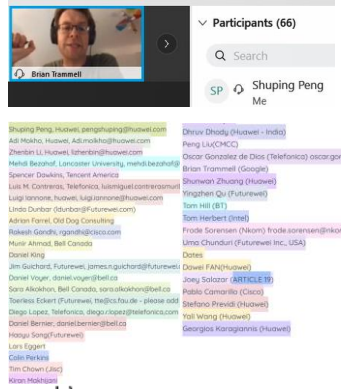 Participants (66)
Search
Brian Trammell
SP Shuping Peng
Me
Shuping Peng, Huawei, pengshuping@huawei.com
Adi Makho, Huawei, Adi.molkho@huawei.com
Zhenbin Li, Huawei, lizhenbin@huawei.com
Mehdi Bezahaf, Lancaster University, mehdi.bezahaf@
Spencer Dawkins, Tencent America
Luis M. Contreras, Telefonica, luismiguel.contrerasmuril
Luigi Iannone, huawei, luigi.iannone@huawei.com
Linda Dunbar (ldunbar@Futurewei.com)
Adrian Farrel, Old Dog Consulting
Rakesh Gandhi, rgandhi@cisco.com
Munir Ahmad, Bell Canada
Daniel King
Jim Guichard, Futurewei, james.n.guichard@futurewei.
Daniel Voyer, daniel.voyer@bell.ca
Sara Alkokhon, Bell Canada, sara.alkokhon@bell.ca
Toerless Eckert (Futurewei, tte@cs.fau.de - please add
Diego Lopez, Telefonica, diego.r.lopez@telefonica.com
Daniel Bernier, daniel.bernier@bell.ca
Haoyu Song(Futurewei)
Lars Eggert
Colin Perkins
Tim Chown (Jisc)
Kiran Makhijani
Dhruv Dhody (Huawei - India)
Peng Liu(CMCC)
Oscar Gonzalez de Dios (Telefonica) oscar.gon
Brian Trammell (Google)
Shunwan Zhuang (Huawei)
Yingzhen Qu (Futurewei)
Tom Hill (BT)
Tom Herbert (Intel)
Frode Sorensen (Nkom) frode.sorensen@nkom
Uma Chunduri (Futurewei Inc., USA)
Dates
Dawei FAN(Huawei)
Joey Salazar (ARTICLE 19)
Pablo Camarillo (Cisco)
Stefano Previdi (Huawei)
Yali Wang (Huawei)
Georgios Karagiannis (Huawei)